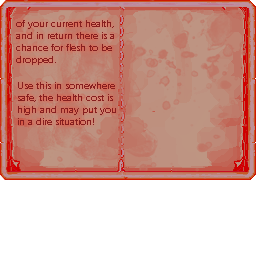 of your current health,
and in return there is a
chance for flesh to be
dropped.
Use this in somewhere
safe, the health cost is
high and may put you
in a dire situation!